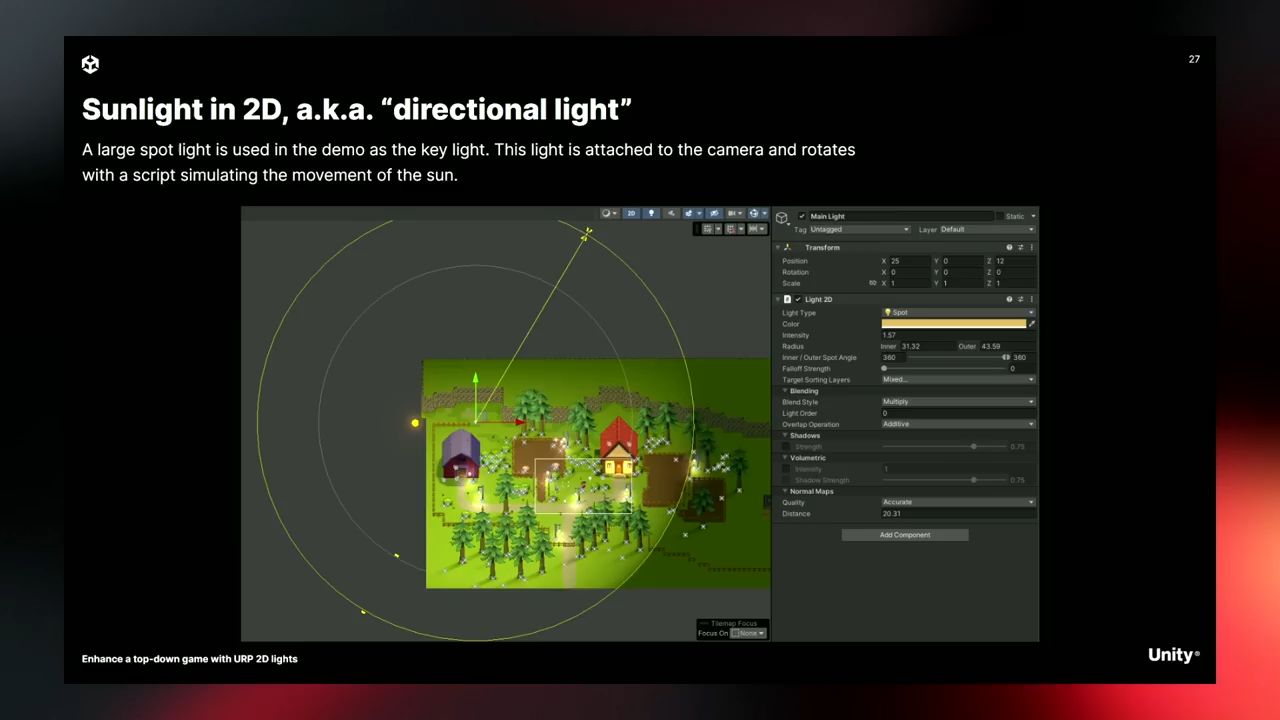 27
Sunlight in 2D, a.k.a. “directional light”
A large spot light is used in the demo as the key light. This light is attached to the camera and rotates
with a script simulating the movement of the sun.
2D
Main Light
Static
Tag Untagged
Layer Default
Transform
Position X 25 Y 0 Z 12
Rotation X 0 Y 0 Z 0
Scale X 1 Y 1 Z 1
Light 2D
Light Type Spot
Color
Intensity 1.57
Radius Inner 31.32 Outer 43.59
Inner / Outer Spot Angle 360 360
Falloff Strength 0
Target Sorting Layers Mixed...
Blending
Blend Style Multiply
Light Order 0
Overlap Operation Additive
Shadows
Strength 0.75
Volumetric
Intensity 1
Shadow Strength 0.75
Normal Maps
Quality Accurate
Distance 20.31
Add Component
Tilemap Focus
Focus On None
Enhance a top-down game with URP 2D lights
Unity®